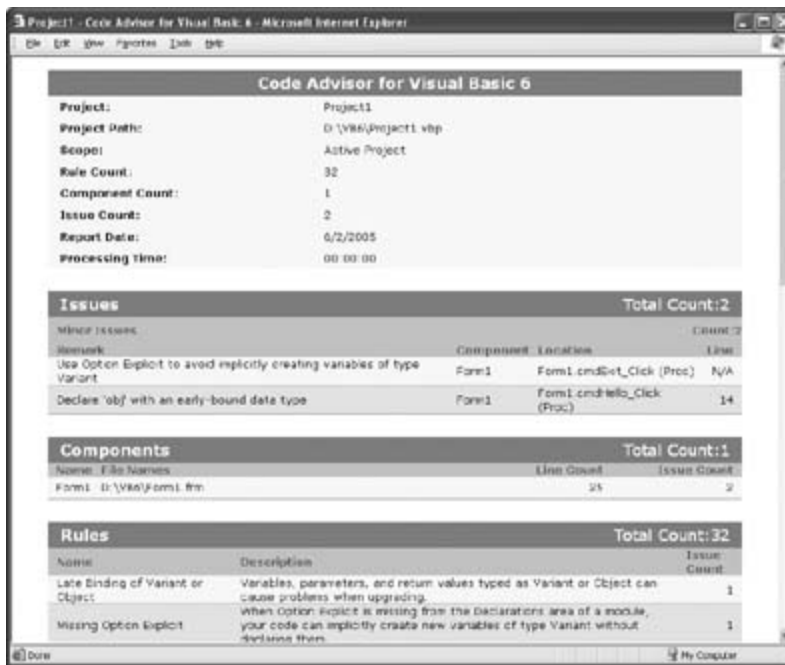 Project1 - Code Advisor for Visual Basic 6 - Microsoft Internet Explorer
File Edit View Favorites Tools Help
Code Advisor for Visual Basic 6
Project: Project1
Project Path: D:\VB6\Project1.vbp
Scope: Active Project
Rule Count: 32
Component Count: 1
Issue Count: 2
Report Date: 6/2/2005
Processing Time: 00:00:00
Issues Total Count:2
Minor Issues Count:2
Remark Component Location Line
Use Option Explicit to avoid implicitly creating variables of type
Variant Form1 Form1.cmdExit_Click (Proc) N/A
Declare 'obj' with an early-bound data type Form1 Form1.cmdHello_Click
(Proc) 14
Components Total Count:1
Name File Names Line Count Issue Count
Form1 D:\VB6\Form1.frm 25 2
Rules Total Count:32
Name Description Issue
Count
Late Binding of Variant or
Object Variables, parameters, and return values typed as Variant or Object can
cause problems when upgrading. 1
Missing Option Explicit When Option Explicit is missing from the Declarations area of a module,
your code can implicitly create new variables of type Variant without
declaring them. 1
Done My Computer